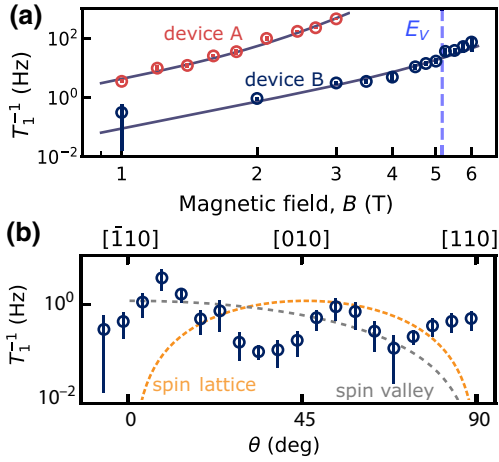 (a)
10²
10⁰
10⁻²
T₁⁻¹ (Hz)
device A
device B
E_V
1 2 3 4 5 6
Magnetic field, B (T)
(b)
[1̄10] [010] [110]
10⁰
10⁻²
T₁⁻¹ (Hz)
spin lattice
spin valley
0 45 90
θ (deg)